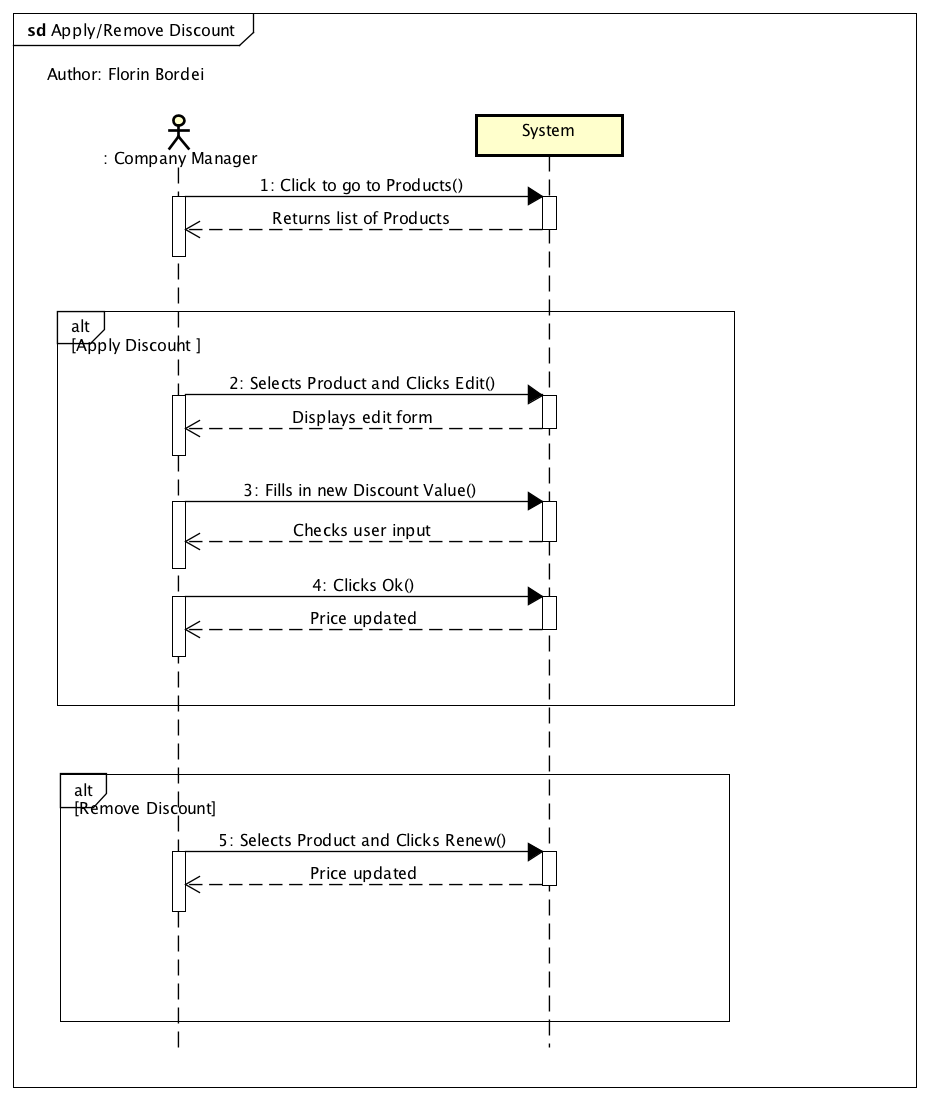 sd Apply/Remove Discount
Author: Florin Bordei
: Company Manager
System
1: Click to go to Products()
Returns list of Products
alt
[Apply Discount ]
2: Selects Product and Clicks Edit()
Displays edit form
3: Fills in new Discount Value()
Checks user input
4: Clicks Ok()
Price updated
alt
[Remove Discount]
5: Selects Product and Clicks Renew()
Price updated